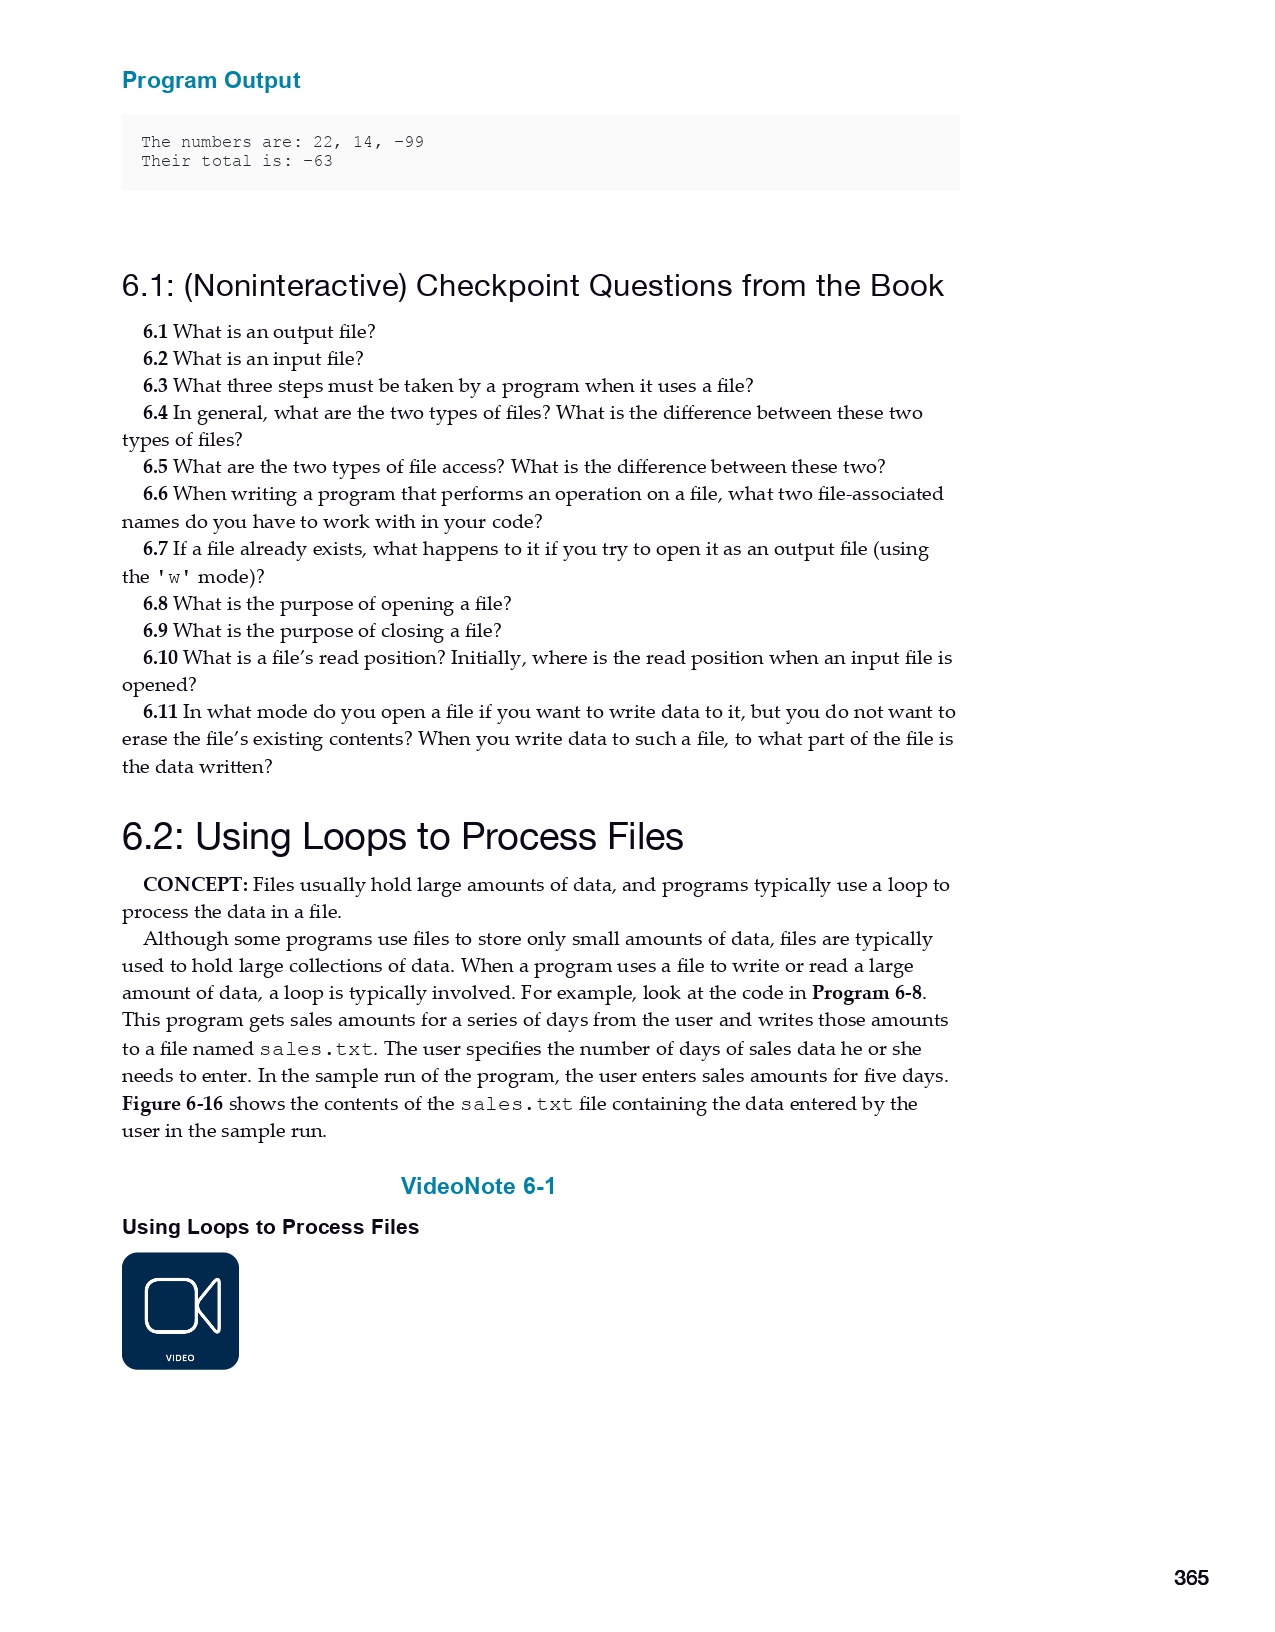 Program Output
The numbers are: 22, 14, −99
Their total is: −63
6.1: (Noninteractive) Checkpoint Questions from the Book
6.1 What is an output file?
6.2 What is an input file?
6.3 What three steps must be taken by a program when it uses a file?
6.4 In general, what are the two types of files? What is the difference between these two
types of files?
6.5 What are the two types of file access? What is the difference between these two?
6.6 When writing a program that performs an operation on a file, what two file-associated
names do you have to work with in your code?
6.7 If a file already exists, what happens to it if you try to open it as an output file (using
the 'w' mode)?
6.8 What is the purpose of opening a file?
6.9 What is the purpose of closing a file?
6.10 What is a file’s read position? Initially, where is the read position when an input file is
opened?
6.11 In what mode do you open a file if you want to write data to it, but you do not want to
erase the file’s existing contents? When you write data to such a file, to what part of the file is
the data written?
6.2: Using Loops to Process Files
CONCEPT: Files usually hold large amounts of data, and programs typically use a loop to
process the data in a file.
Although some programs use files to store only small amounts of data, files are typically
used to hold large collections of data. When a program uses a file to write or read a large
amount of data, a loop is typically involved. For example, look at the code in Program 6-8.
This program gets sales amounts for a series of days from the user and writes those amounts
to a file named sales.txt. The user specifies the number of days of sales data he or she
needs to enter. In the sample run of the program, the user enters sales amounts for five days.
Figure 6-16 shows the contents of the sales.txt file containing the data entered by the
user in the sample run.
VideoNote 6-1
Using Loops to Process Files
VIDEO
365